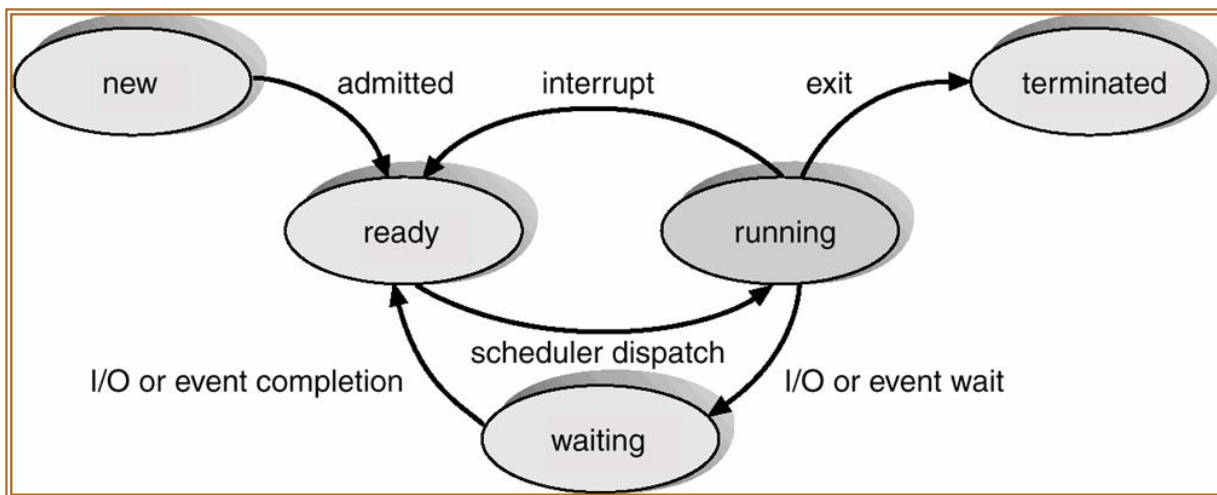 new
admitted
interrupt
exit
terminated
ready
running
scheduler dispatch
I/O or event completion
I/O or event wait
waiting